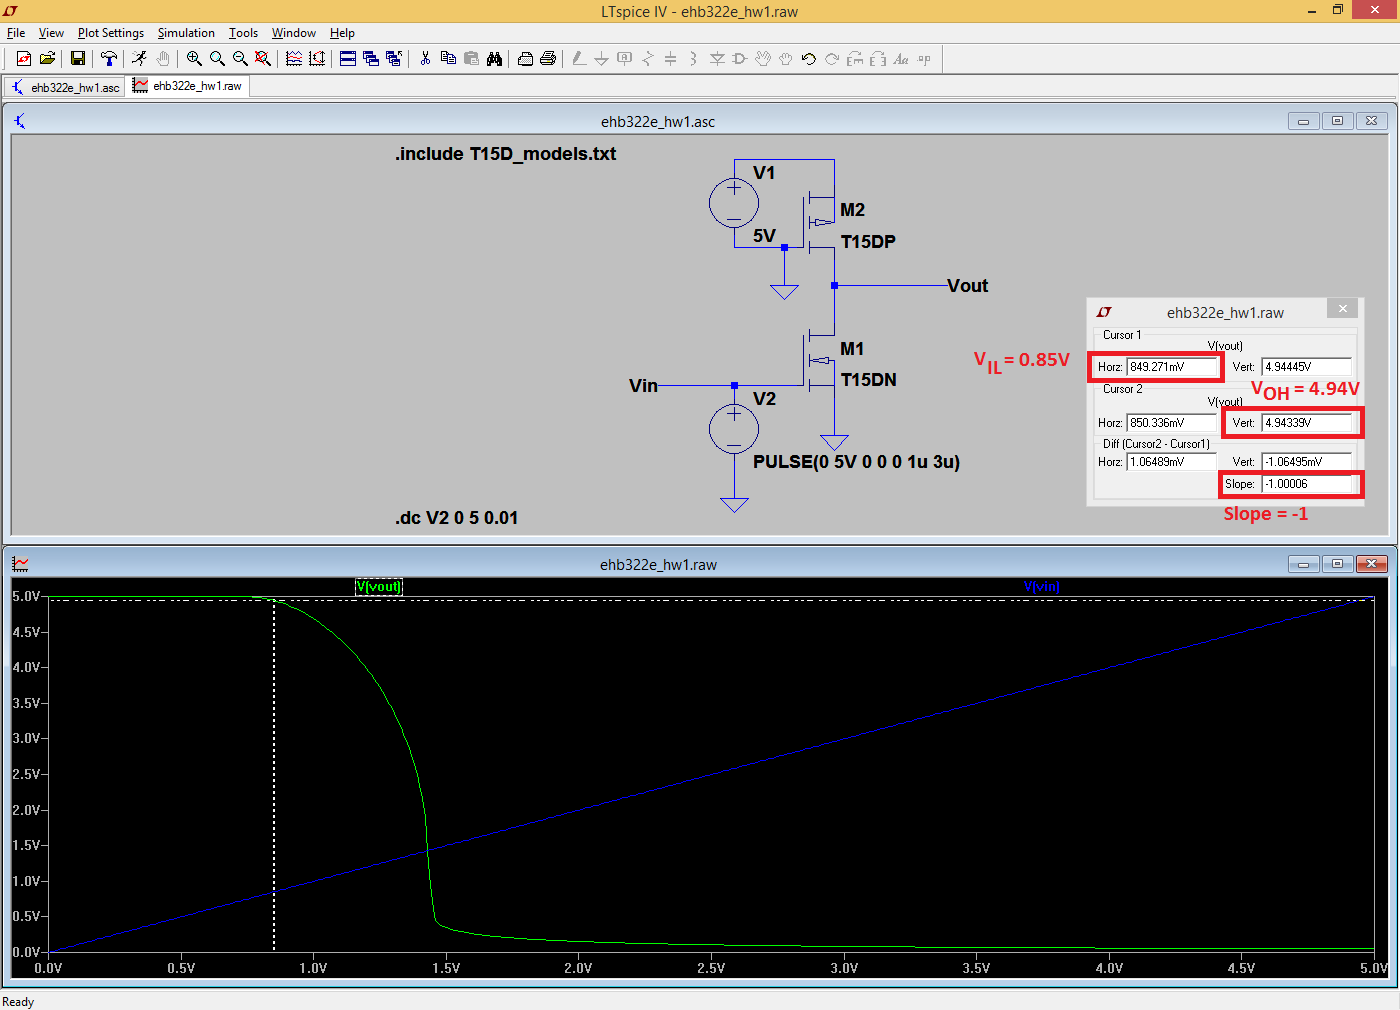 LTspice IV - ehb322e_hw1.raw
File View Plot Settings Simulation Tools Window Help
ehb322e_hw1.asc ehb322e_hw1.raw
ehb322e_hw1.asc
.include T15D_models.txt
V1
M2
5V
T15DP
Vout
M1
T15DN
Vin
V2
PULSE(0 5V 0 0 0 1u 3u)
.dc V2 0 5 0.01
ehb322e_hw1.raw
Cursor 1
V(vout)
VIL = 0.85V
Horz: 849.271mV Vert: 4.94445V
Cursor 2
VOH = 4.94V
V(vout)
Horz: 850.336mV Vert: 4.94339V
Diff (Cursor2 - Cursor1)
Horz: 1.06489mV Vert: -1.06495mV
Slope: -1.00006
Slope = -1
ehb322e_hw1.raw
V(vout) V(vin)
5.0V
4.5V
4.0V
3.5V
3.0V
2.5V
2.0V
1.5V
1.0V
0.5V
0.0V
0.0V 0.5V 1.0V 1.5V 2.0V 2.5V 3.0V 3.5V 4.0V 4.5V 5.0V
Ready